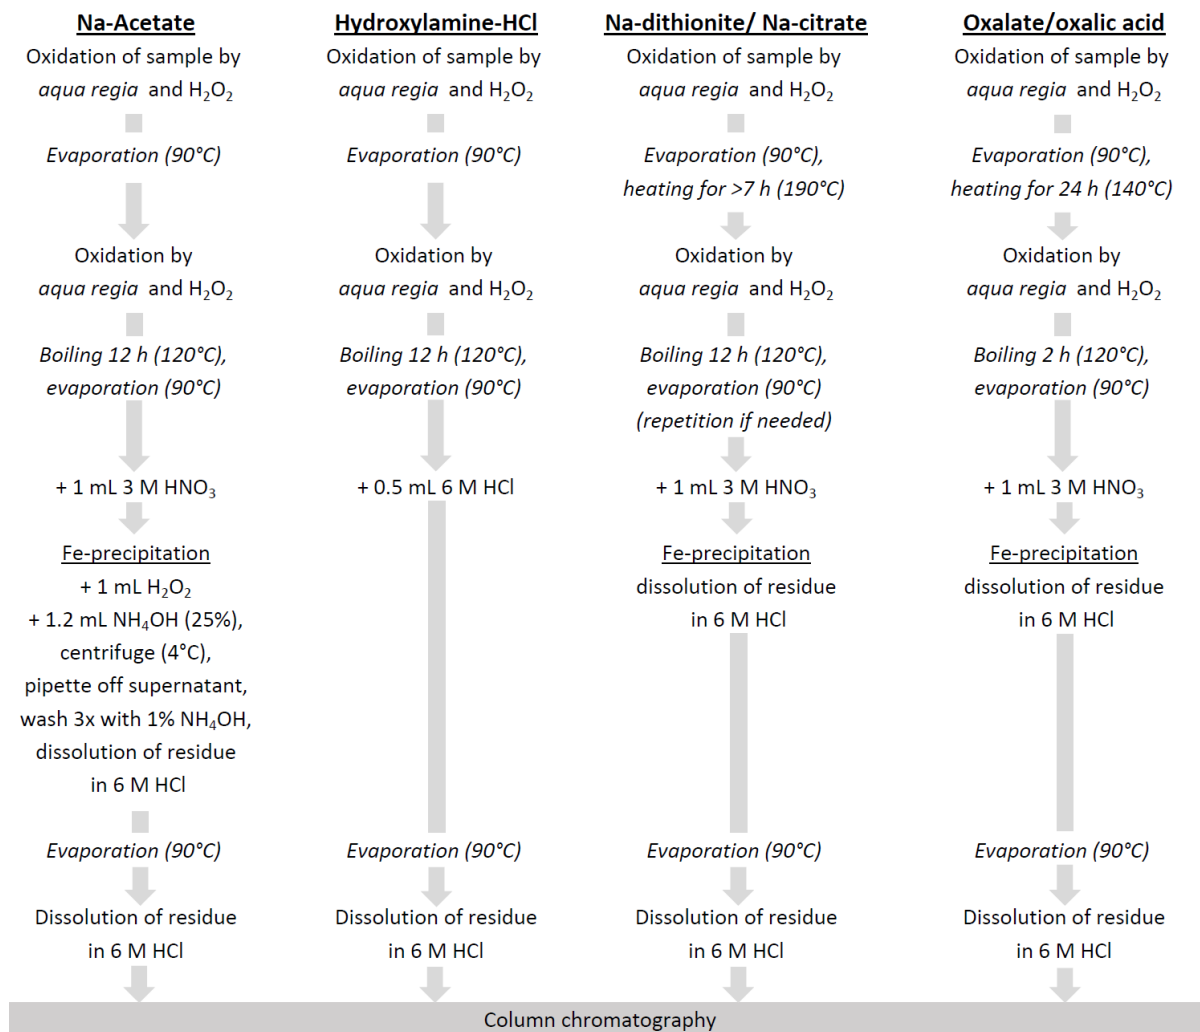 Na-Acetate
Oxidation of sample by
aqua regia and H₂O₂
Evaporation (90°C)
Oxidation by
aqua regia and H₂O₂
Boiling 12 h (120°C),
evaporation (90°C)
+ 1 mL 3 M HNO₃
Fe-precipitation
+ 1 mL H₂O₂
+ 1.2 mL NH₄OH (25%),
centrifuge (4°C),
pipette off supernatant,
wash 3x with 1% NH₄OH,
dissolution of residue
in 6 M HCl
Evaporation (90°C)
Dissolution of residue
in 6 M HCl
Hydroxylamine-HCl
Oxidation of sample by
aqua regia and H₂O₂
Evaporation (90°C)
Oxidation by
aqua regia and H₂O₂
Boiling 12 h (120°C),
evaporation (90°C)
+ 0.5 mL 6 M HCl
Evaporation (90°C)
Dissolution of residue
in 6 M HCl
Na-dithionite/ Na-citrate
Oxidation of sample by
aqua regia and H₂O₂
Evaporation (90°C),
heating for >7 h (190°C)
Oxidation by
aqua regia and H₂O₂
Boiling 12 h (120°C),
evaporation (90°C)
(repetition if needed)
+ 1 mL 3 M HNO₃
Fe-precipitation
dissolution of residue
in 6 M HCl
Evaporation (90°C)
Dissolution of residue
in 6 M HCl
Oxalate/oxalic acid
Oxidation of sample by
aqua regia and H₂O₂
Evaporation (90°C),
heating for 24 h (140°C)
Oxidation by
aqua regia and H₂O₂
Boiling 2 h (120°C),
evaporation (90°C)
+ 1 mL 3 M HNO₃
Fe-precipitation
dissolution of residue
in 6 M HCl
Evaporation (90°C)
Dissolution of residue
in 6 M HCl
Column chromatography